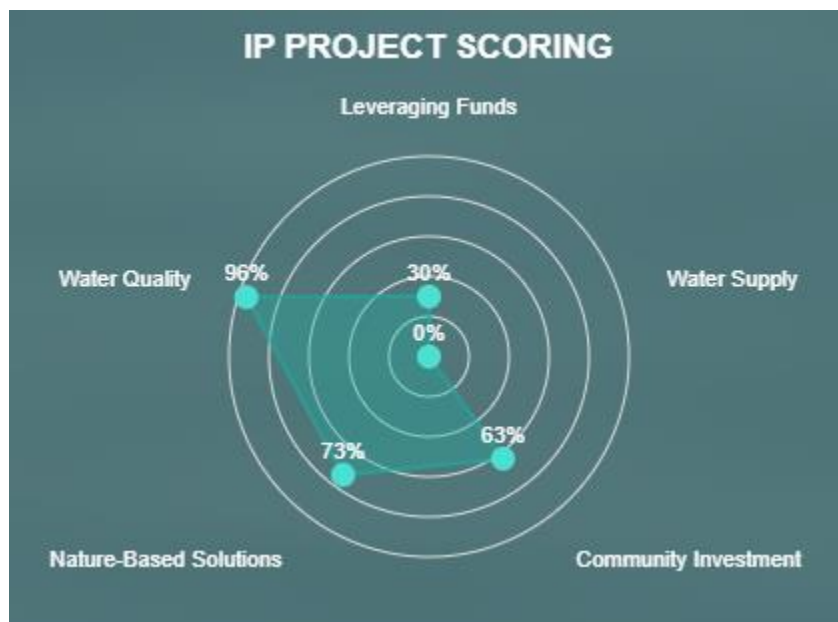 IP PROJECT SCORING
Leveraging Funds
Water Quality
96%
30%
Water Supply
0%
63%
73%
Nature-Based Solutions
Community Investment